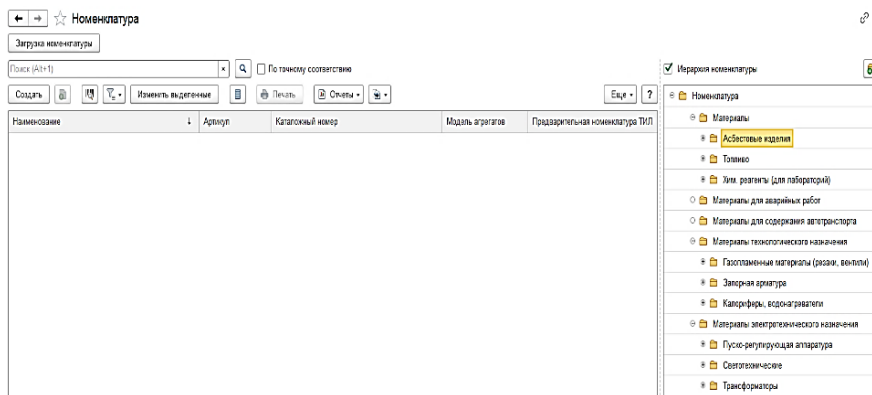 Номенклатура
Загрузка номенклатуры
Поиск (Alt+1) × По точному соответствию
Создать Изменить выделенные Печать Отчеты Еще ?
Наименование ↓ Артикул Каталожный номер Модель агрегатов Предварительная номенклатура ТИЛ
Иерархия номенклатуры
Номенклатура
Материалы
Асбестовые изделия
Топливо
Хим. реагенты (для лабораторий)
Материалы для аварийных работ
Материалы для содержания автотранспорта
Материалы технологического назначения
Газопламенные материалы (резаки, вентили)
Запорная арматура
Калориферы, водонагреватели
Материалы электротехнического назначения
Пуско-регулирующая аппаратура
Светотехнические
Трансформаторы